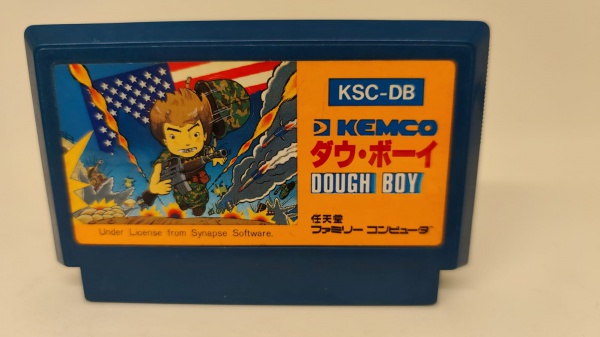 KSC-DB
KEMCO
ダウ・ボーイ
DOUGH BOY
任天堂
ファミリー コンピュータ
Under License from Synapse Software.